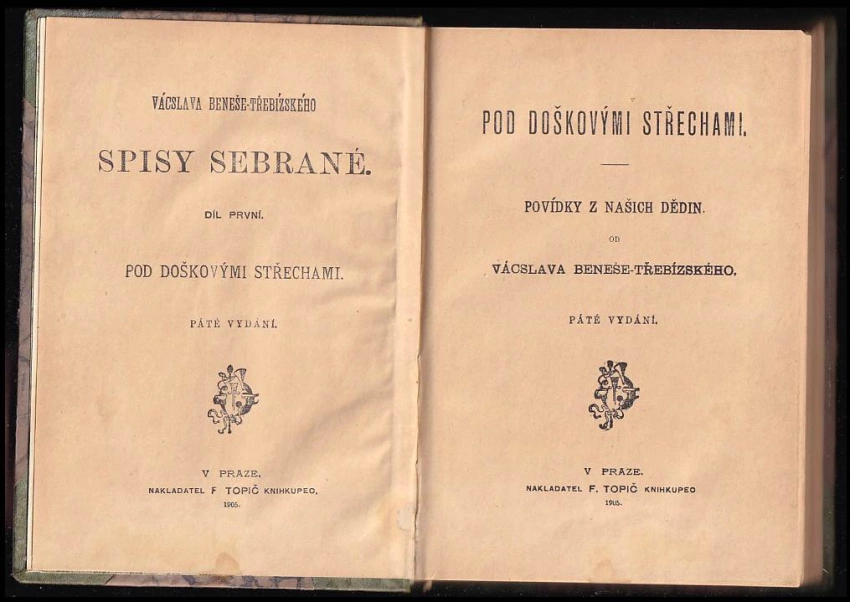 VÁCSLAVA BENEŠE-TŘEBÍZSKÉHO
SPISY SEBRANÉ.
DÍL PRVNÍ.
POD DOŠKOVÝMI STŘECHAMI.
PÁTÉ VYDÁNÍ.
V PRAZE.
NAKLADATEL F. TOPIČ KNIHKUPEC.
1905.
POD DOŠKOVÝMI STŘECHAMI.
POVÍDKY Z NAŠICH DĚDIN.
OD
VÁCSLAVA BENEŠE-TŘEBÍZSKÉHO.
PÁTÉ VYDÁNÍ.
V PRAZE.
NAKLADATEL F. TOPIČ KNIHKUPEC
1905.